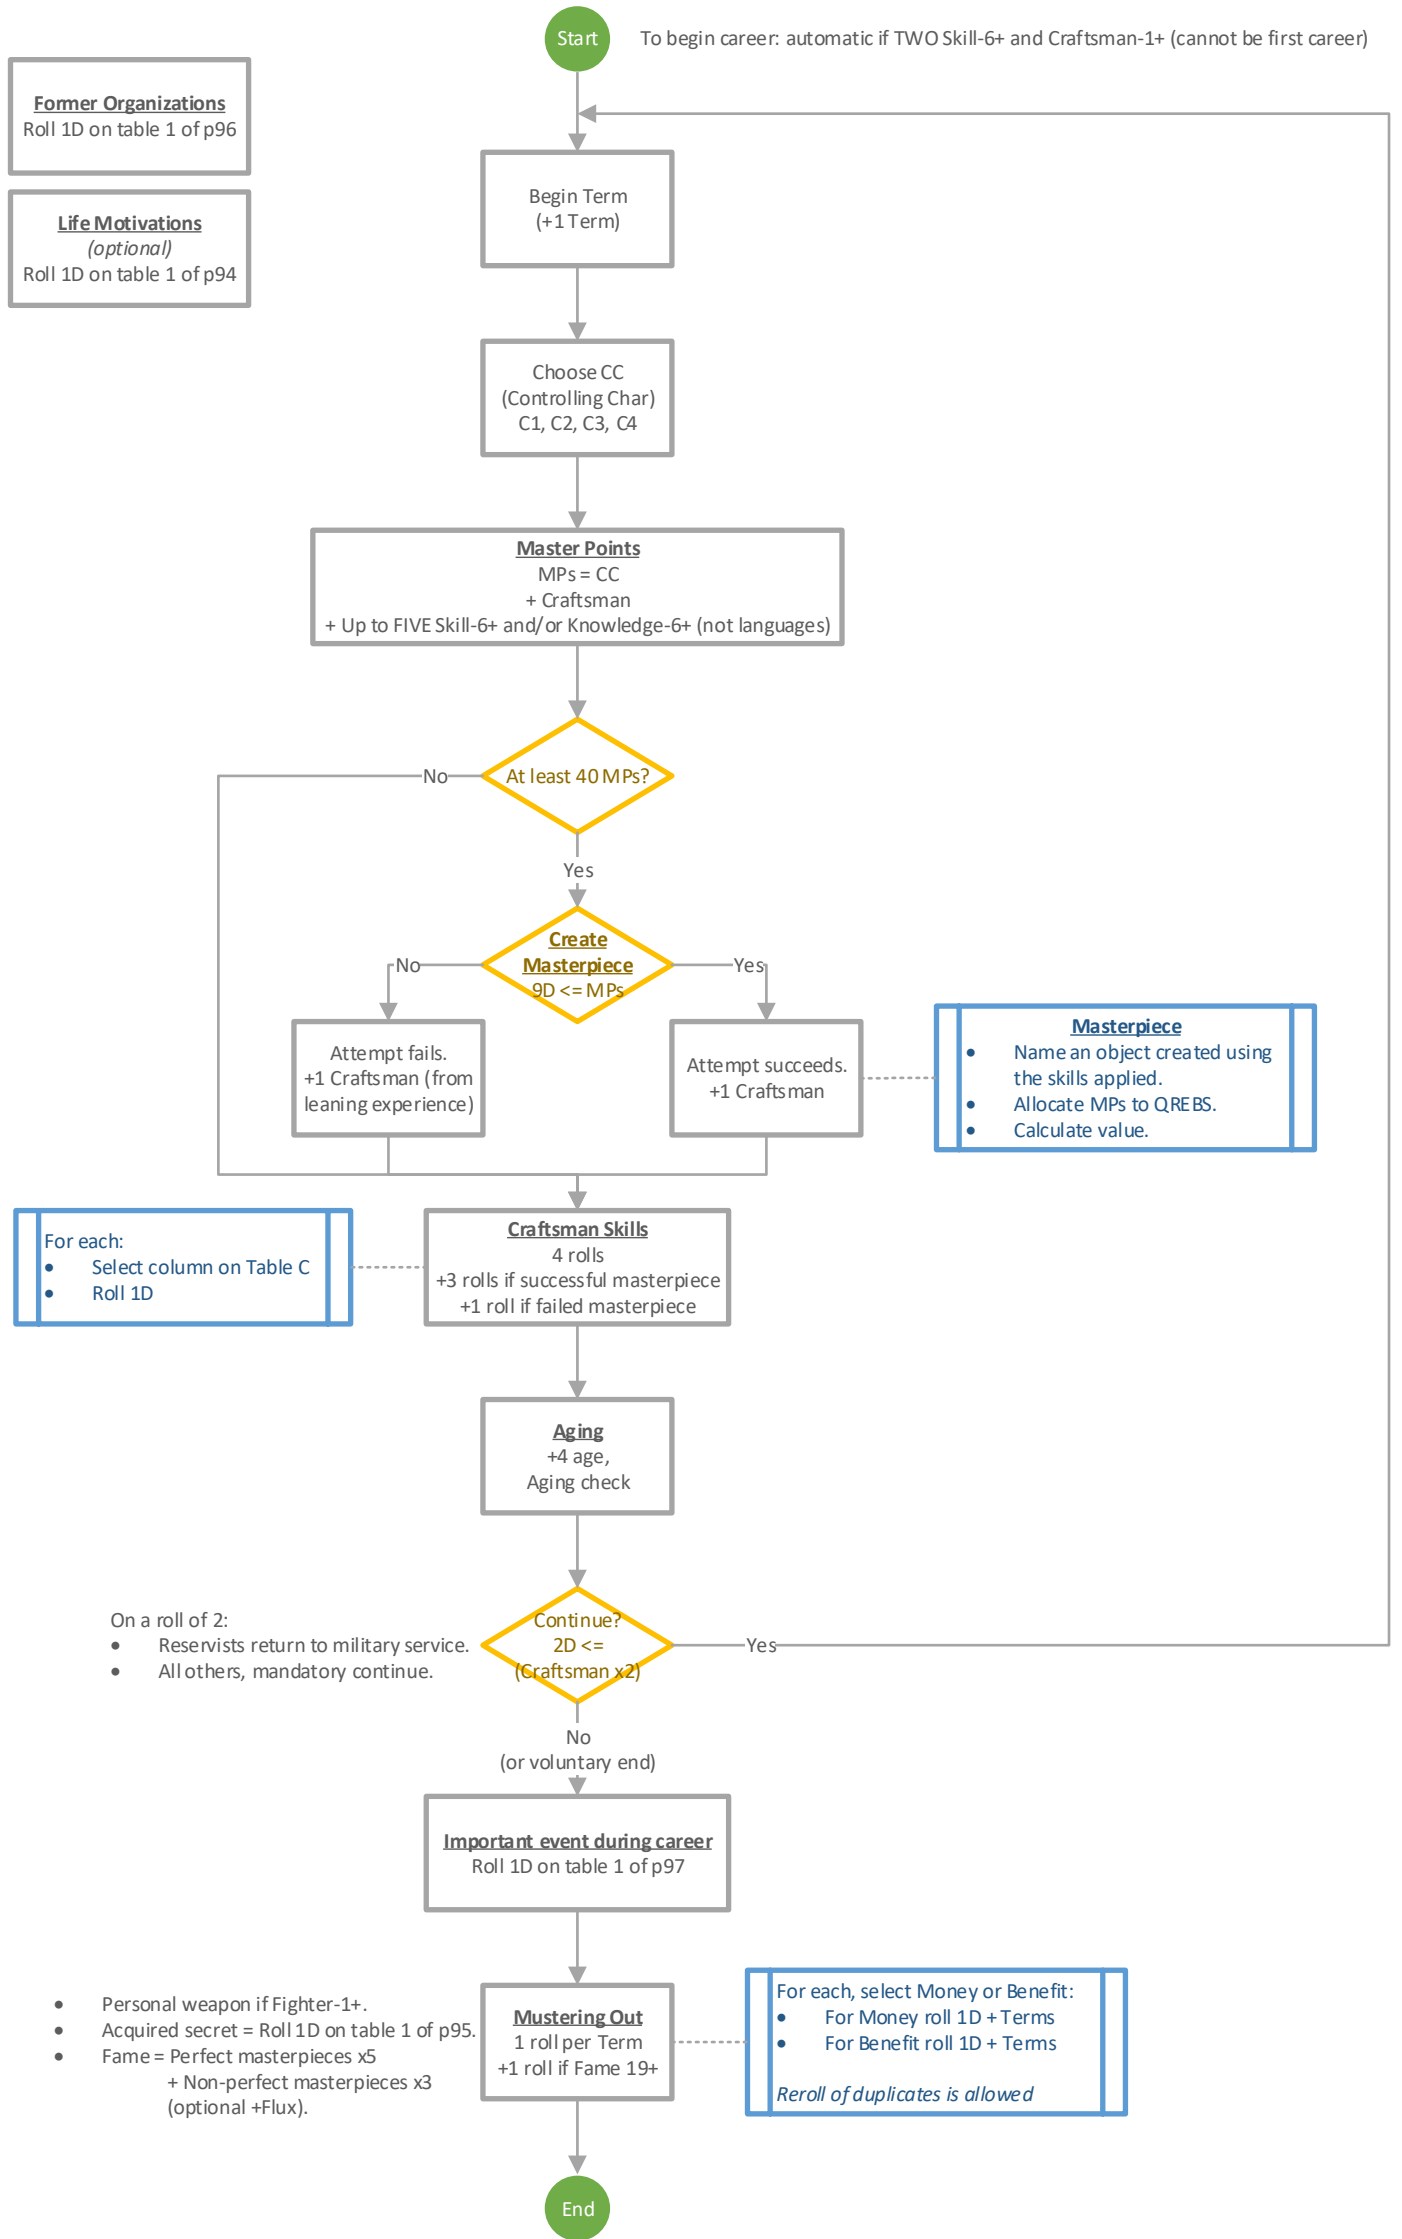 Start
To begin career: automatic if TWO Skill-6+ and Craftsman-1+ (cannot be first career)
Former Organizations
Roll 1D on table 1 of p96
Life Motivations
(optional)
Roll 1D on table 1 of p94
Begin Term
(+1 Term)
Choose CC
(Controlling Char)
C1, C2, C3, C4
Master Points
MPs = CC
+ Craftsman
+ Up to FIVE Skill-6+ and/or Knowledge-6+ (not languages)
At least 40 MPs?
No
Yes
Create
Masterpiece
9D <= MPs
No
Yes
Attempt fails.
+1 Craftsman (from
leaning experience)
Attempt succeeds.
+1 Craftsman
Masterpiece
• Name an object created using
the skills applied.
• Allocate MPs to QREBS.
• Calculate value.
For each:
• Select column on Table C
• Roll 1D
Craftsman Skills
4 rolls
+3 rolls if successful masterpiece
+1 roll if failed masterpiece
Aging
+4 age,
Aging check
On a roll of 2:
• Reservists return to military service.
• All others, mandatory continue.
Continue?
2D <=
(Craftsman x2)
Yes
No
(or voluntary end)
Important event during career
Roll 1D on table 1 of p97
• Personal weapon if Fighter-1+.
• Acquired secret = Roll 1D on table 1 of p95.
• Fame = Perfect masterpieces x5
+ Non-perfect masterpieces x3
(optional +Flux).
Mustering Out
1 roll per Term
+1 roll if Fame 19+
For each, select Money or Benefit:
• For Money roll 1D + Terms
• For Benefit roll 1D + Terms
Reroll of duplicates is allowed
End